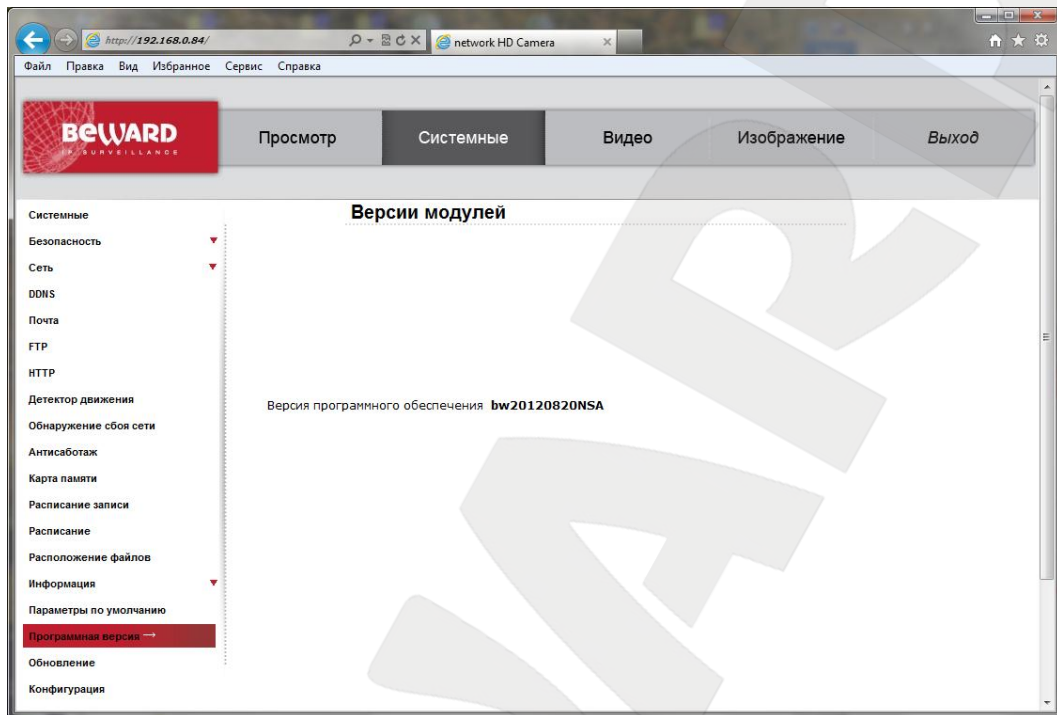 http://192.168.0.84/
network HD Camera
Файл Правка Вид Избранное Сервис Справка
BEWARD
IP SURVEILLANCE
Просмотр Системные Видео Изображение Выход
Версии модулей
Системные
Безопасность
Сеть
DDNS
Почта
FTP
HTTP
Детектор движения
Версия программного обеспечения bw20120820NSA
Обнаружение сбоя сети
Антисаботаж
Карта памяти
Расписание записи
Расписание
Расположение файлов
Информация
Параметры по умолчанию
Программная версия →
Обновление
Конфигурация